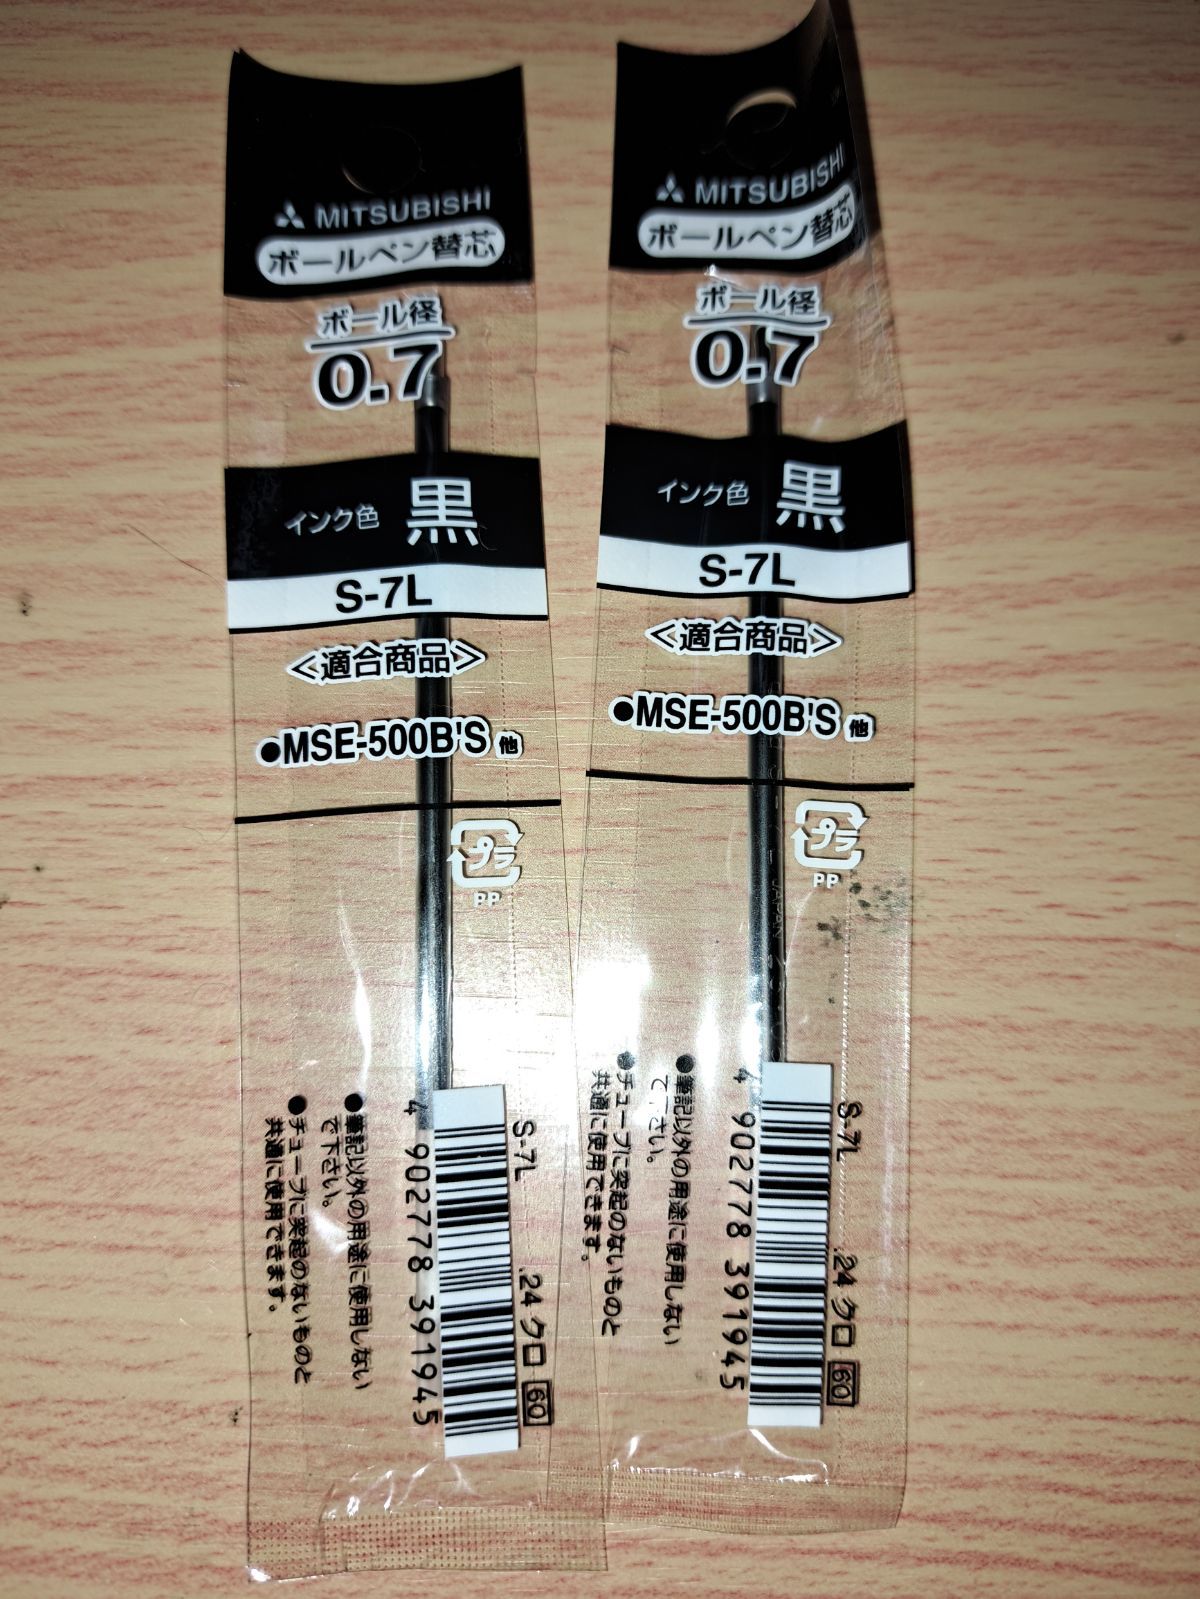 MITSUBISHI
ボールペン替芯
ボール径
0.7
インク色 黒
S-7L
<適合商品>
●MSE-500B'S 他
プラ
PP
●筆記以外の用途に使用しない
で下さい。
●チューブに突起のないものと
共通に使用できます。
S-7L .24 クロ 60
4 902778 391945
MITSUBISHI
ボールペン替芯
ボール径
0.7
インク色 黒
S-7L
<適合商品>
●MSE-500B'S 他
プラ
PP
JAPAN
●筆記以外の用途に使用しない
で下さい。
●チューブに突起のないものと
共通に使用できます。
S-7L .24 クロ 60
4 902778 391945